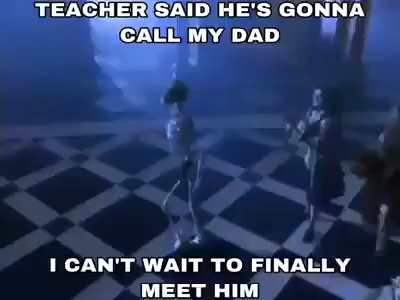 TEACHER SAID HE'S GONNA
CALL MY DAD
I CAN'T WAIT TO FINALLY
MEET HIM